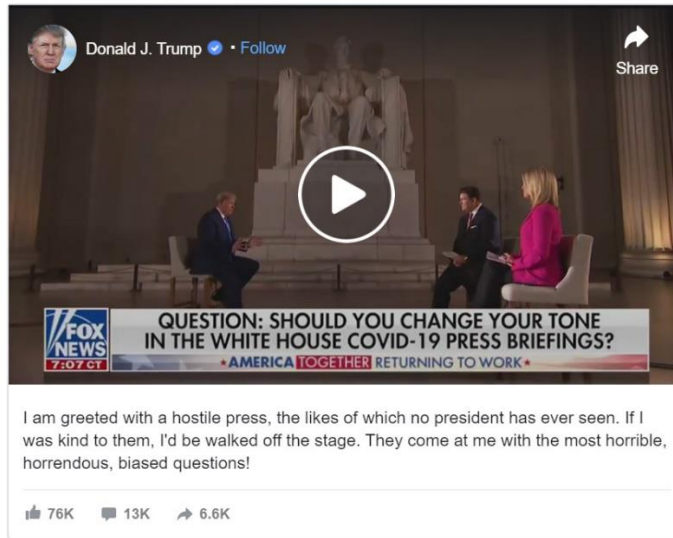 Donald J. Trump • Follow
Share
FOX
NEWS
7:07 CT
QUESTION: SHOULD YOU CHANGE YOUR TONE
IN THE WHITE HOUSE COVID-19 PRESS BRIEFINGS?
★AMERICA TOGETHER RETURNING TO WORK★
I am greeted with a hostile press, the likes of which no president has ever seen. If I
was kind to them, I'd be walked off the stage. They come at me with the most horrible,
horrendous, biased questions!
76K 13K 6.6K